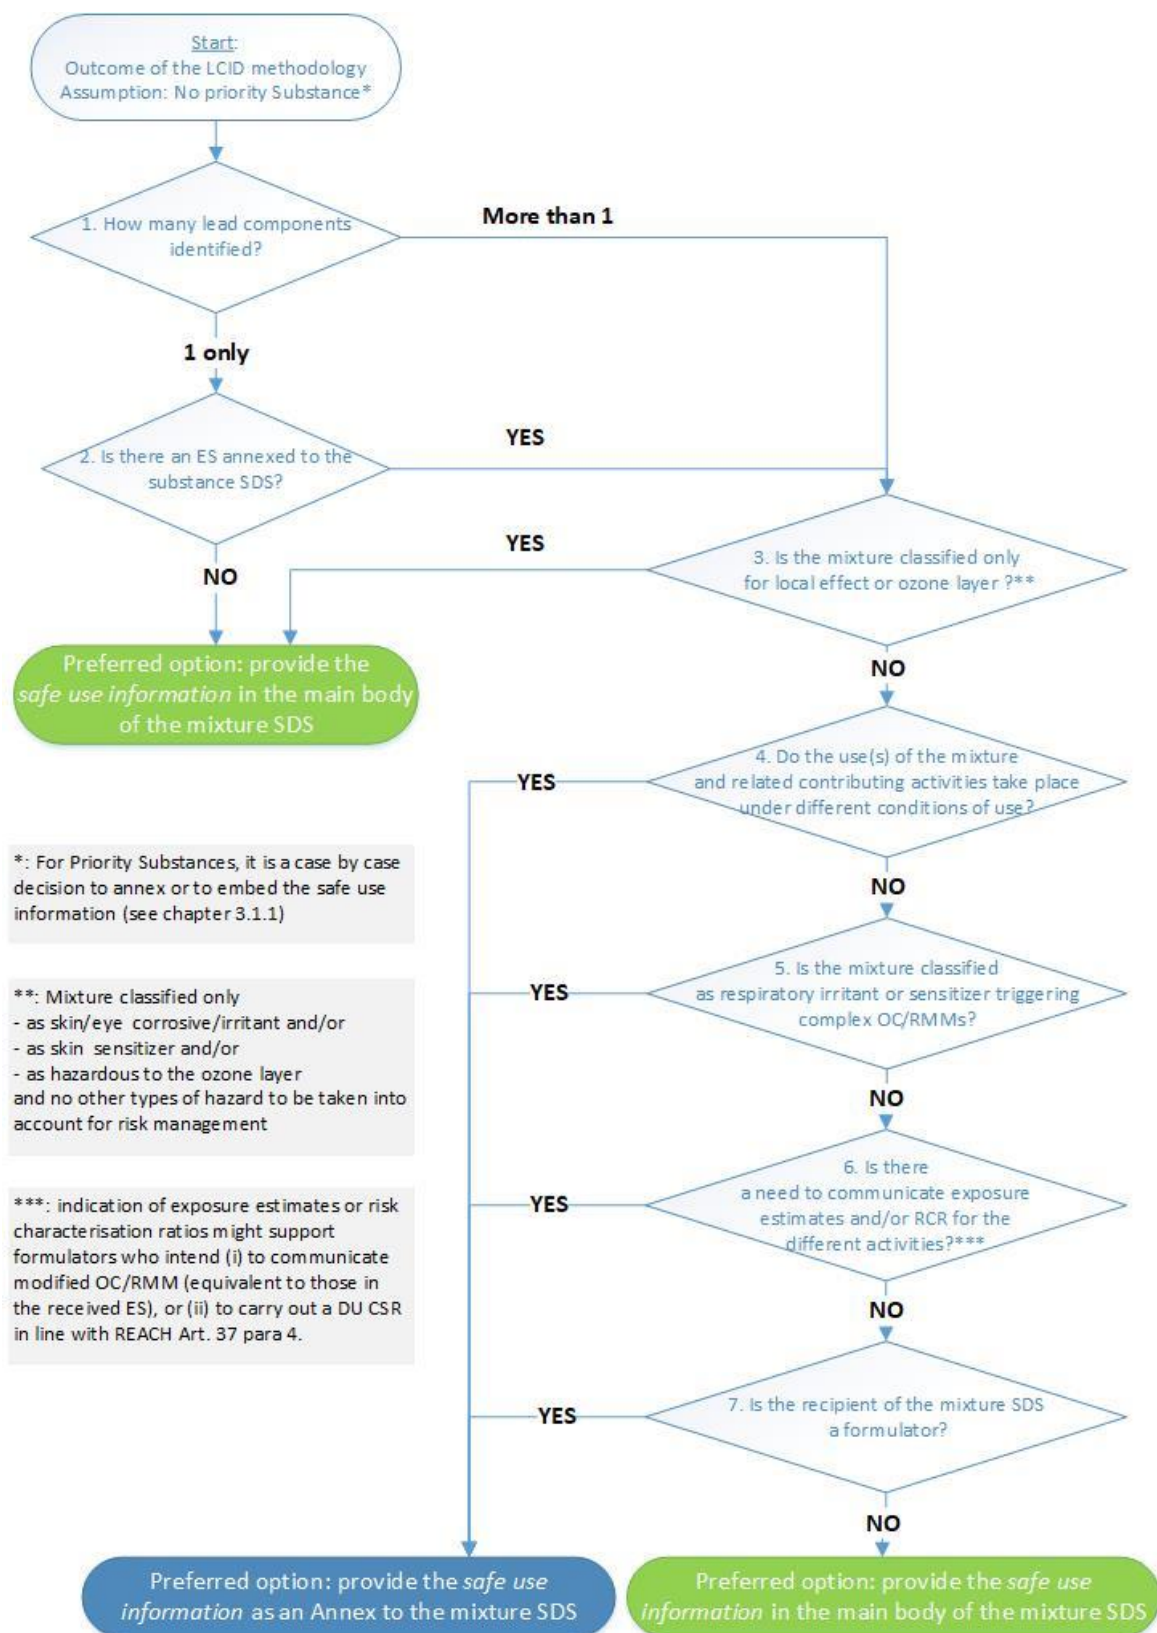 Start:
Outcome of the LCID methodology
Assumption: No priority Substance*
1. How many lead components
identified?
More than 1
1 only
2. Is there an ES annexed to the
substance SDS?
YES
NO
YES
3. Is the mixture classified only
for local effect or ozone layer ?**
NO
Preferred option: provide the
safe use information in the main body
of the mixture SDS
4. Do the use(s) of the mixture
and related contributing activities take place
under different conditions of use?
YES
NO
*: For Priority Substances, it is a case by case
decision to annex or to embed the safe use
information (see chapter 3.1.1)
5. Is the mixture classified
as respiratory irritant or sensitizer triggering
complex OC/RMMs?
YES
NO
**: Mixture classified only
- as skin/eye corrosive/irritant and/or
- as skin sensitizer and/or
- as hazardous to the ozone layer
and no other types of hazard to be taken into
account for risk management
6. Is there
a need to communicate exposure
estimates and/or RCR for the
different activities?***
YES
NO
***: indication of exposure estimates or risk
characterisation ratios might support
formulators who intend (i) to communicate
modified OC/RMM (equivalent to those in
the received ES), or (ii) to carry out a DU CSR
in line with REACH Art. 37 para 4.
7. Is the recipient of the mixture SDS
a formulator?
YES
NO
Preferred option: provide the safe use
information as an Annex to the mixture SDS
Preferred option: provide the safe use
information in the main body of the mixture SDS